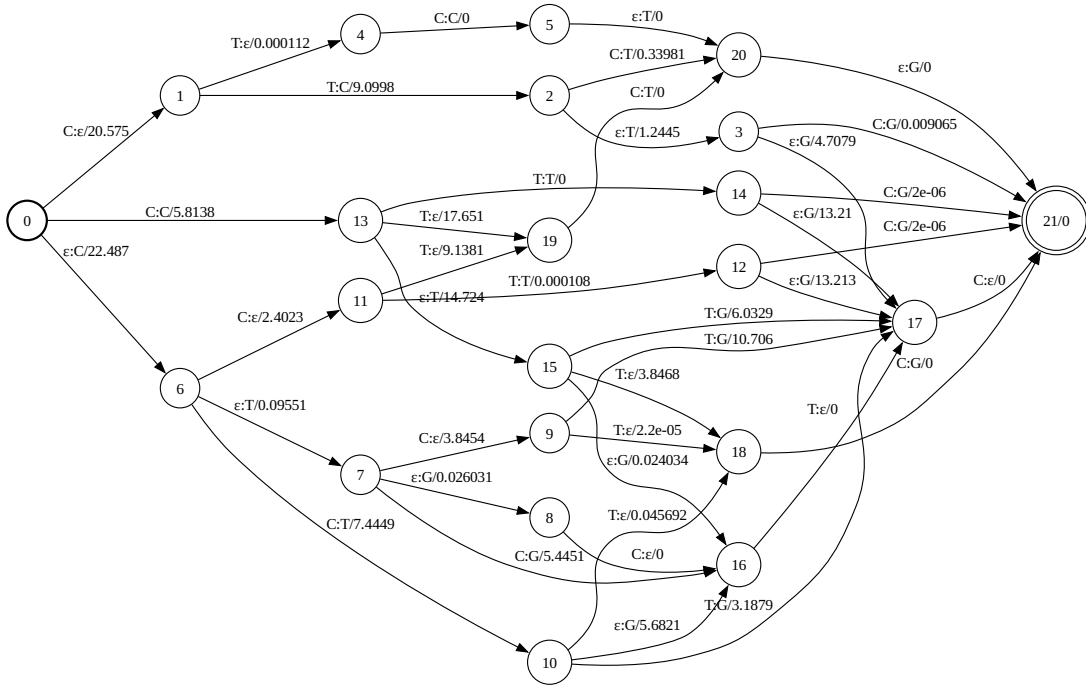 C:C/0
5
ε:T/0
4
T:ε/0.000112
C:T/0.33981
20
ε:G/0
1
T:C/9.0998
2
C:T/0
C:ε/20.575
ε:T/1.2445
3
C:G/0.009065
ε:G/4.7079
T:T/0
14
C:G/2e-06
0
C:C/5.8138
13
T:ε/17.651
ε:G/13.21
21/0
19
C:G/2e-06
ε:C/22.487
T:ε/9.1381
12
T:T/0.000108
ε:G/13.213
C:ε/0
11
ε:T/14.724
C:ε/2.4023
T:G/6.0329
17
T:G/10.706
15
T:ε/3.8468
C:G/0
6
ε:T/0.09551
T:ε/0
C:ε/3.8454
9
T:ε/2.2e-05
18
ε:G/0.024034
7
ε:G/0.026031
8
T:ε/0.045692
C:T/7.4449
C:G/5.4451
C:ε/0
16
T:G/3.1879
ε:G/5.6821
10